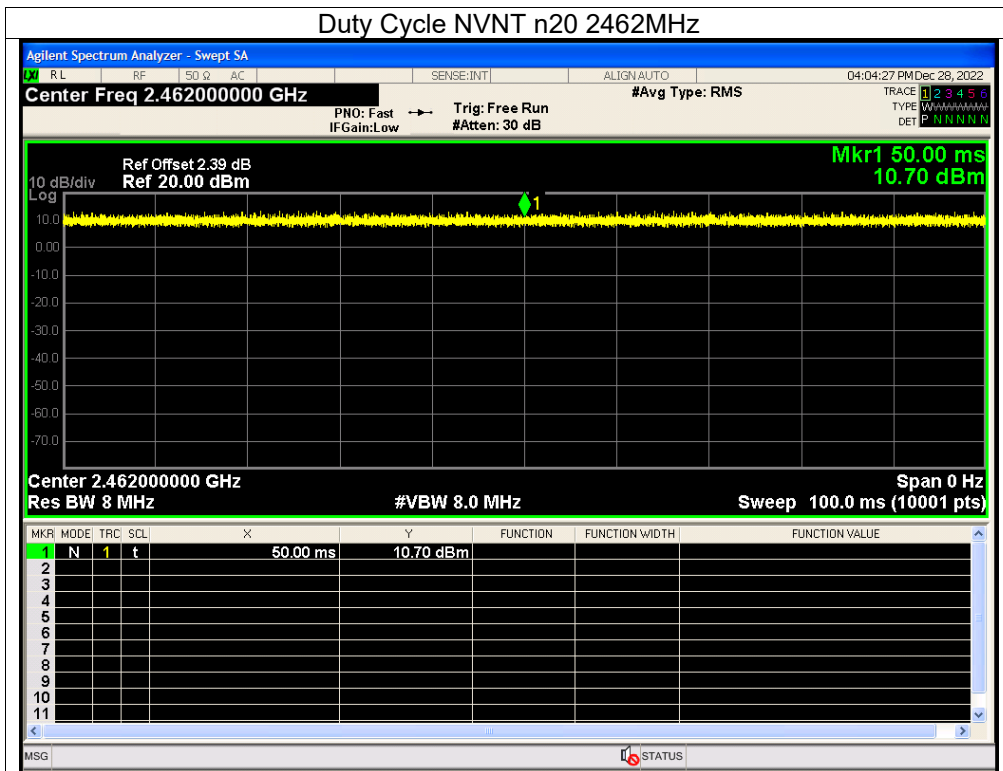 Duty Cycle NVNT n20 2462MHz
Agilent Spectrum Analyzer - Swept SA
LXI RL RF 50 Ω AC SENSE:INT ALIGN AUTO 04:04:27 PM Dec 28, 2022
Center Freq 2.462000000 GHz #Avg Type: RMS TRACE 1 2 3 4 5 6
PNO: Fast Trig: Free Run TYPE WWWWWW
IFGain:Low #Atten: 30 dB DET P N N N N N
Mkr1 50.00 ms
Ref Offset 2.39 dB
10 dB/div Ref 20.00 dBm 10.70 dBm
Log
1
10.0
0.00
-10.0
-20.0
-30.0
-40.0
-50.0
-60.0
-70.0
Center 2.462000000 GHz Span 0 Hz
Res BW 8 MHz #VBW 8.0 MHz Sweep 100.0 ms (10001 pts)
MKR MODE TRC SCL X Y FUNCTION FUNCTION WIDTH FUNCTION VALUE
1 N 1 t 50.00 ms 10.70 dBm
2
3
4
5
6
7
8
9
10
11
MSG STATUS